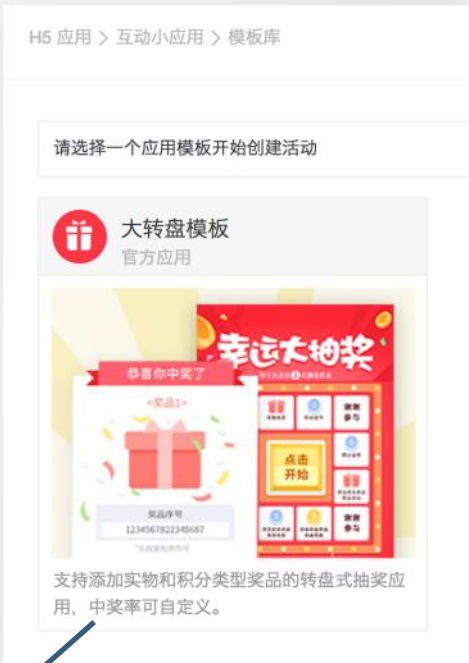 H5 应用 > 互动小应用 > 模板库
请选择一个应用模板开始创建活动
大转盘模板
官方应用
幸运大抽奖
恭喜你中奖了
<奖品1>
谢谢
参与
点击
开始
奖品序号
1234567822345687
谢谢
参与
支持添加实物和积分类型奖品的转盘式抽奖应
用，中奖率可自定义。